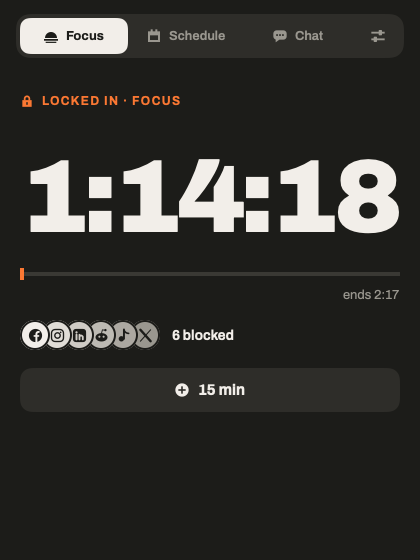 Focus
Schedule
Chat
LOCKED IN · FOCUS
1:14:18
ends 2:17
6 blocked
15 min